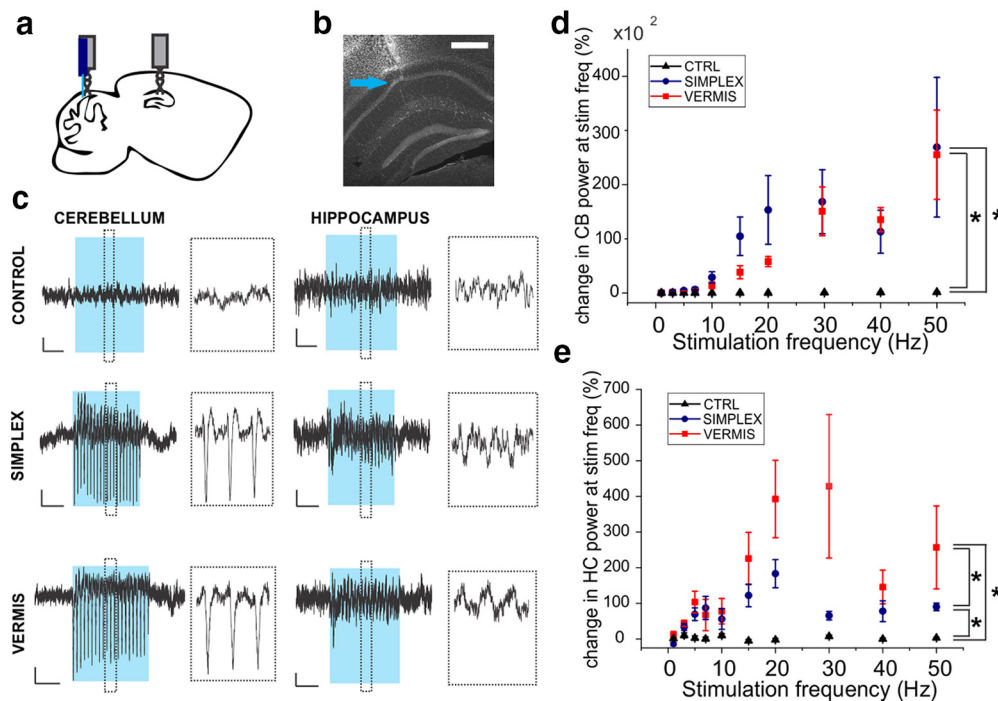 a
b
c
CEREBELLUM
HIPPOCAMPUS
CONTROL
SIMPLEX
VERMIS
d
×10 2
change in CB power at stim freq (%)
400
300
200
100
0
CTRL
SIMPLEX
VERMIS
*
*
0 10 20 30 40 50
Stimulation frequency (Hz)
e
change in HC power at stim freq (%)
700
600
500
400
300
200
100
0
CTRL
SIMPLEX
VERMIS
*
*
*
0 10 20 30 40 50
Stimulation frequency (Hz)